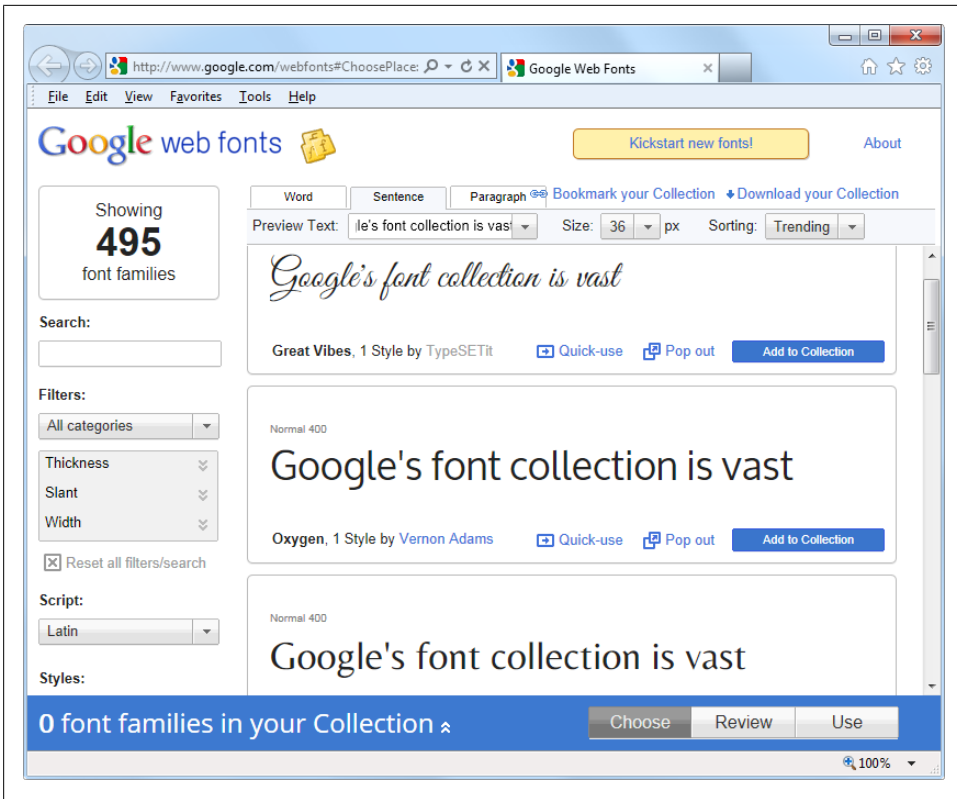 http://www.google.com/webfonts#ChoosePlace:
Google Web Fonts
File Edit View Favorites Tools Help
Google web fonts
Kickstart new fonts!
About
Showing
495
font families
Word Sentence Paragraph Bookmark your Collection Download your Collection
Preview Text: le's font collection is vast Size: 36 px Sorting: Trending
Google's font collection is vast
Great Vibes, 1 Style by TypeSETit Quick-use Pop out Add to Collection
Search:
Filters:
All categories
Thickness
Slant
Width
Reset all filters/search
Script:
Latin
Styles:
Normal 400
Google's font collection is vast
Oxygen, 1 Style by Vernon Adams Quick-use Pop out Add to Collection
Normal 400
Google's font collection is vast
0 font families in your Collection Choose Review Use
100%